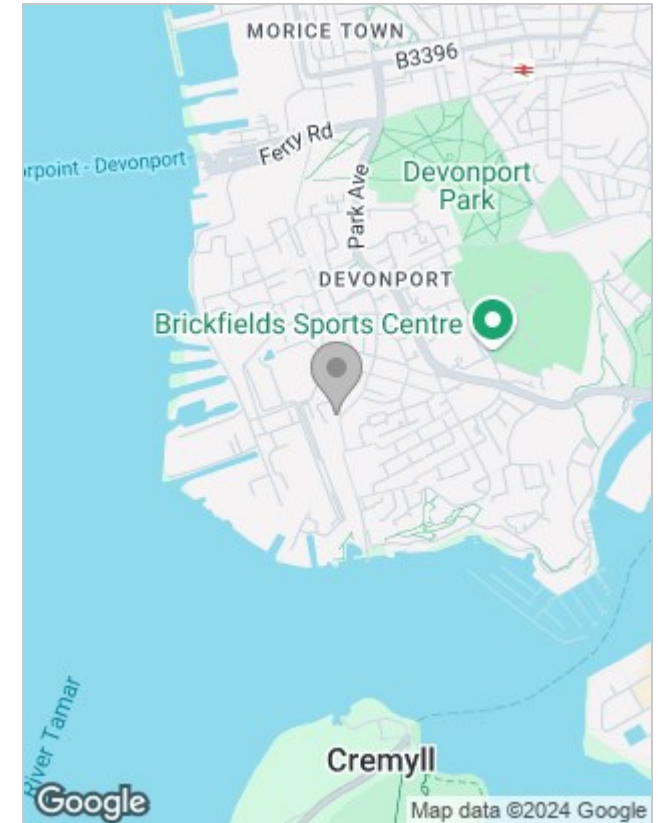 MORICE TOWN
B3396
Ferry Rd
rpoint - Devonport
Park Ave
Devonport
Park
DEVONPORT
Brickfields Sports Centre
River Tamar
Cremyll
Google
Map data ©2024 Google